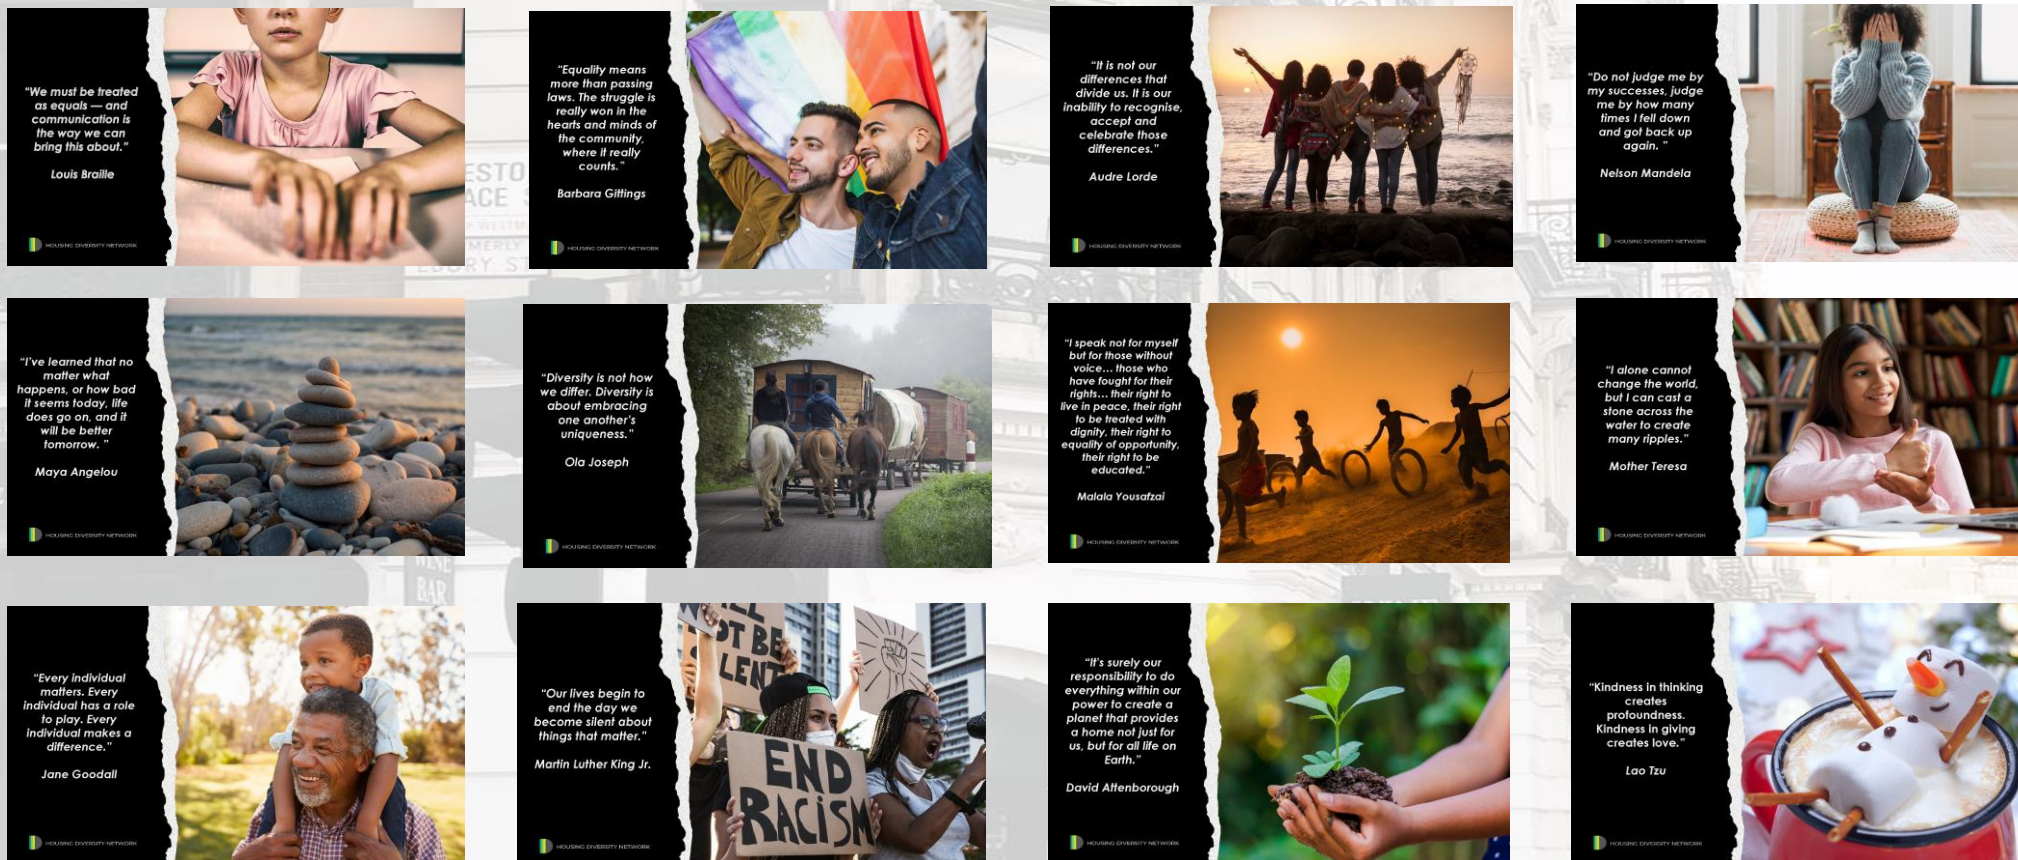 “We must be treated
as equals — and
communication is
the way we can
bring this about.”
Louis Braille
HOUSING DIVERSITY NETWORK
“Equality means
more than passing
laws. The struggle is
really won in the
hearts and minds of
the community,
where it really
counts.”
Barbara Gittings
HOUSING DIVERSITY NETWORK
“It is not our
differences that
divide us. It is our
inability to recognise,
accept and
celebrate those
differences.”
Audre Lorde
HOUSING DIVERSITY NETWORK
“Do not judge me by
my successes, judge
me by how many
times I fell down
and got back up
again. ”
Nelson Mandela
HOUSING DIVERSITY NETWORK
“I’ve learned that no
matter what
happens, or how bad
it seems today, life
does go on, and it
will be better
tomorrow. ”
Maya Angelou
HOUSING DIVERSITY NETWORK
“Diversity is not how
we differ. Diversity is
about embracing
one another’s
uniqueness.”
Ola Joseph
HOUSING DIVERSITY NETWORK
“I speak not for myself
but for those without
voice… those who
have fought for their
rights… their right to
live in peace, their right
to be treated with
dignity, their right to
equality of opportunity,
their right to be
educated.”
Malala Yousafzai
HOUSING DIVERSITY NETWORK
“I alone cannot
change the world,
but I can cast a
stone across the
water to create
many ripples.”
Mother Teresa
HOUSING DIVERSITY NETWORK
WINE
BAR
“Every individual
matters. Every
individual has a role
to play. Every
individual makes a
difference.”
Jane Goodall
HOUSING DIVERSITY NETWORK
“Our lives begin to
end the day we
become silent about
things that matter.”
Martin Luther King Jr.
HOUSING DIVERSITY NETWORK
OT BE
LENT
END
RACISM
“It’s surely our
responsibility to do
everything within our
power to create a
planet that provides
a home not just for
us, but for all life on
Earth.”
David Attenborough
HOUSING DIVERSITY NETWORK
“Kindness in thinking
creates
profoundness.
Kindness in giving
creates love.”
Lao Tzu
HOUSING DIVERSITY NETWORK